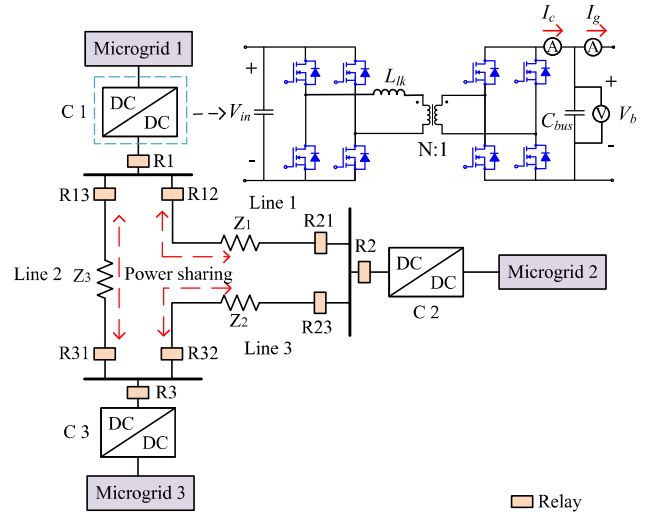 Microgrid 1
C 1
DC
DC
R1
R13
R12
Line 1
Z1
R21
R2
Line 2
Z3
Power sharing
DC
DC
C 2
Microgrid 2
Z2
R23
Line 3
R31
R32
R3
C 3
DC
DC
Microgrid 3
Relay
Vin
+
-
Llk
N:1
Ic
Ig
A
A
Cbus
V
+
Vb
-